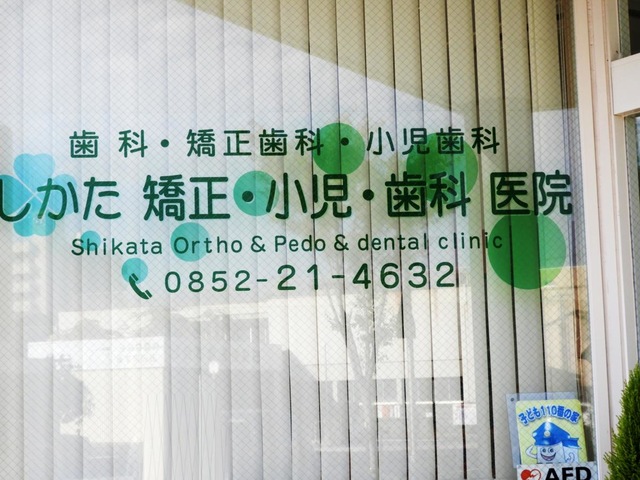 歯科・矯正歯科・小児歯科
しかた 矯正・小児・歯科 医院
Shikata Ortho & Pedo & dental clinic
0852-21-4632
子ども110番の家
AED